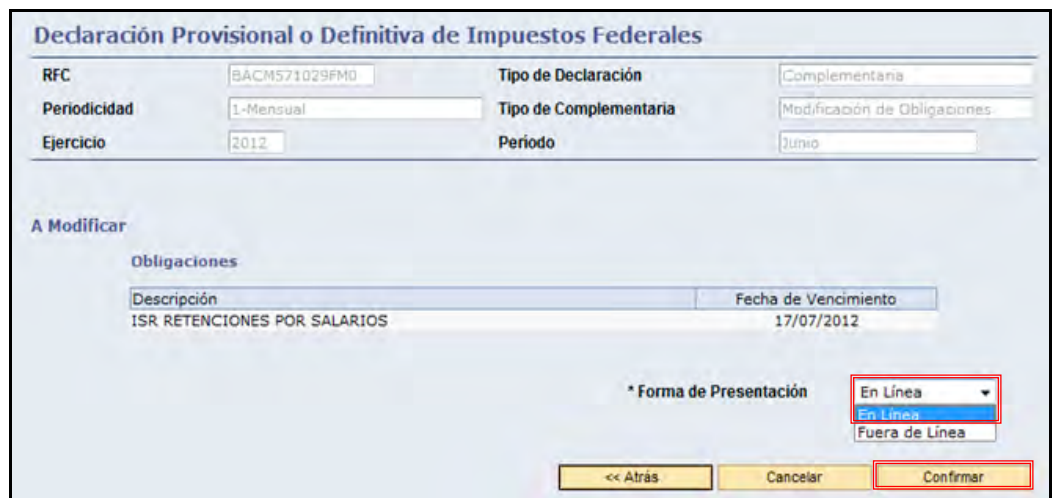 Declaración Provisional o Definitiva de Impuestos Federales
RFC BACM571029FM0 Tipo de Declaración Complementaria
Periodicidad 1-Mensual Tipo de Complementaria Modificación de Obligaciones
Ejercicio 2012 Periodo Junio
A Modificar
Obligaciones
Descripción Fecha de Vencimiento
ISR RETENCIONES POR SALARIOS 17/07/2012
* Forma de Presentación En Línea
En Línea
Fuera de Línea
<< Atrás Cancelar Confirmar